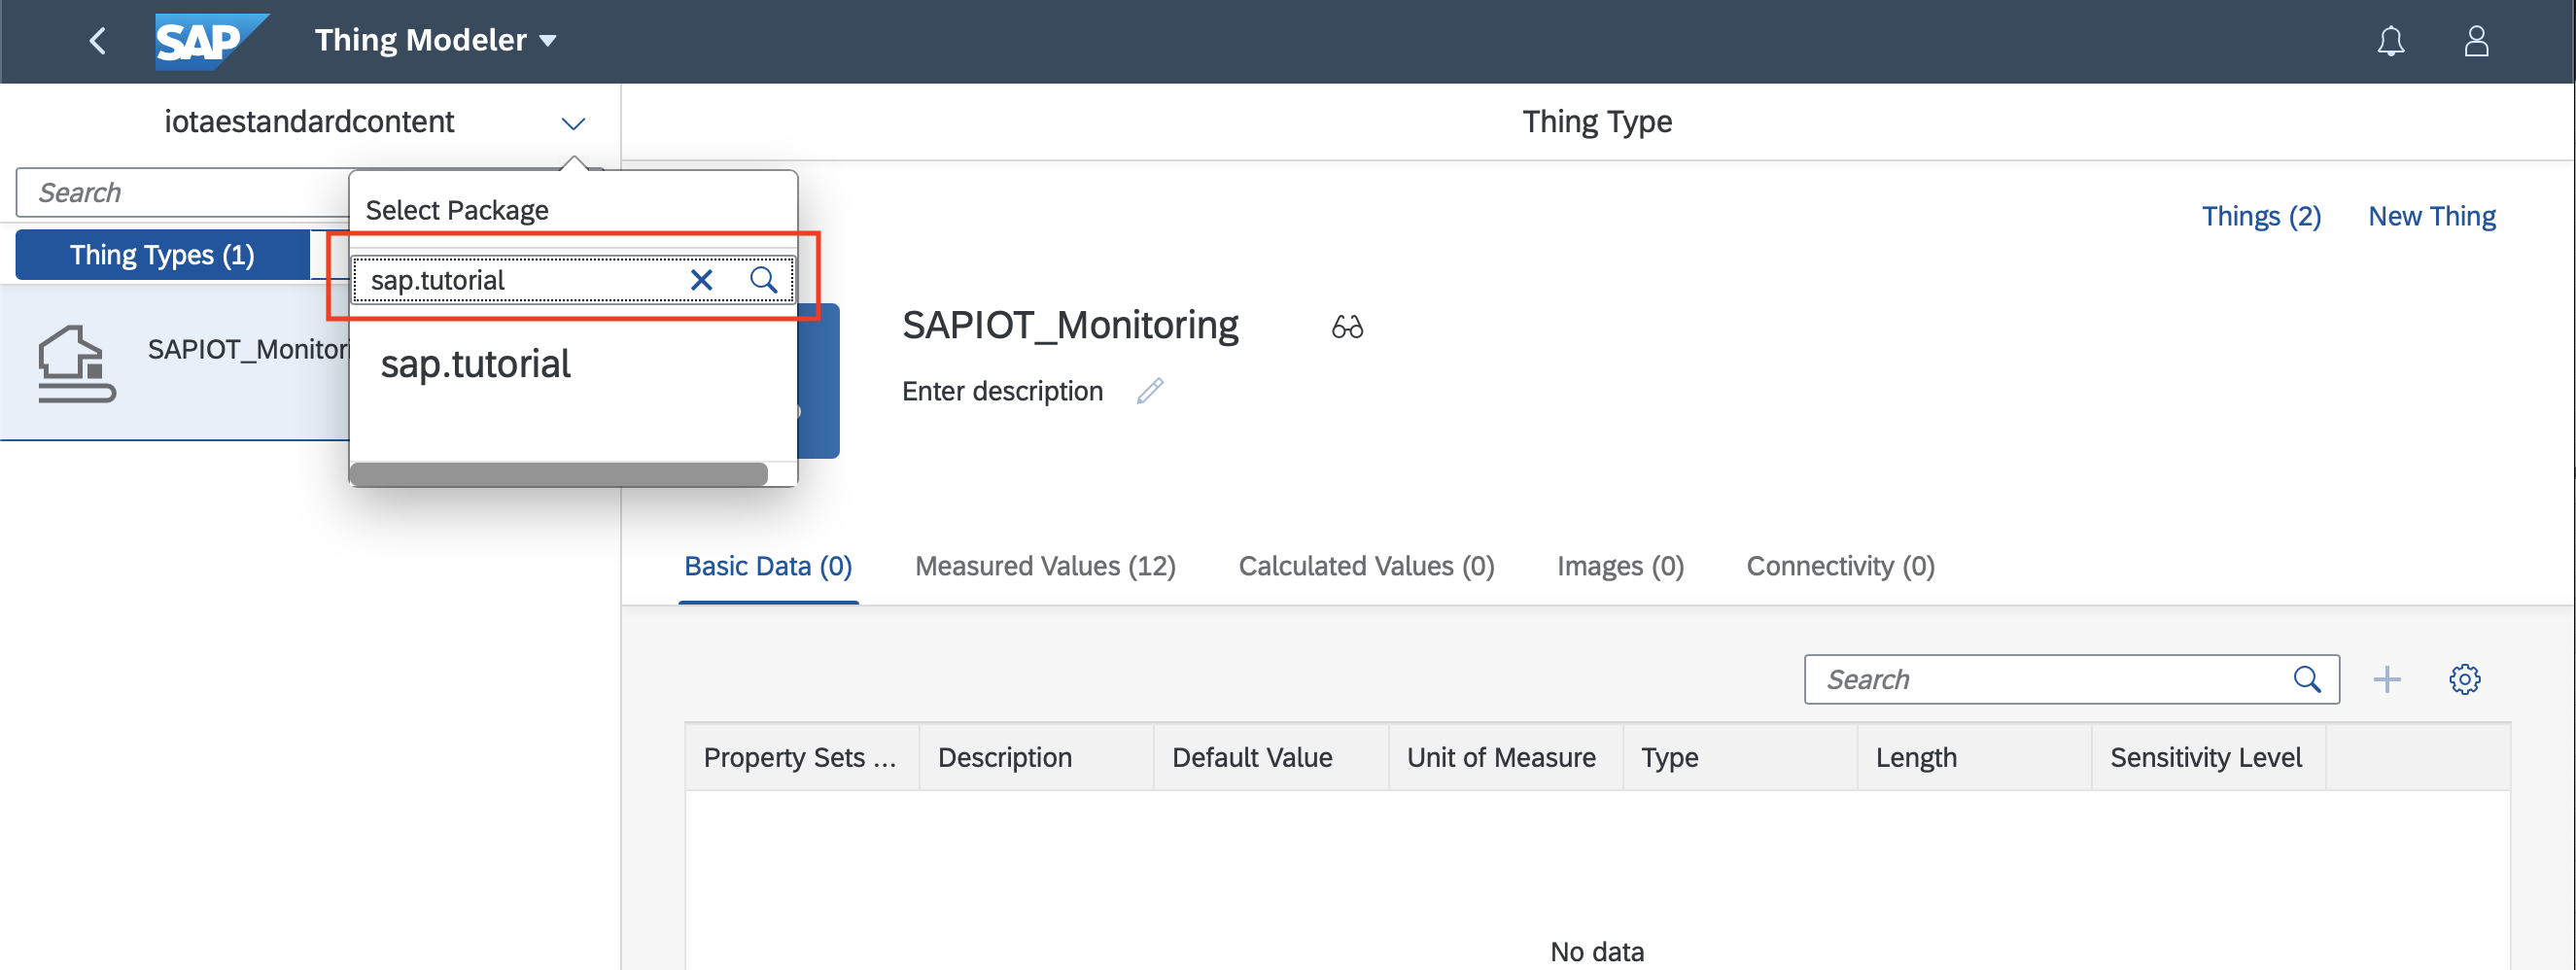 SAP Thing Modeler
iotaestandardcontent
Thing Type
Search
Select Package
Things (2) New Thing
Thing Types (1)
sap.tutorial
sap.tutorial
SAPIOT_Monitori
SAPIOT_Monitoring
Enter description
Basic Data (0) Measured Values (12) Calculated Values (0) Images (0) Connectivity (0)
Search
Property Sets ... Description Default Value Unit of Measure Type Length Sensitivity Level
No data